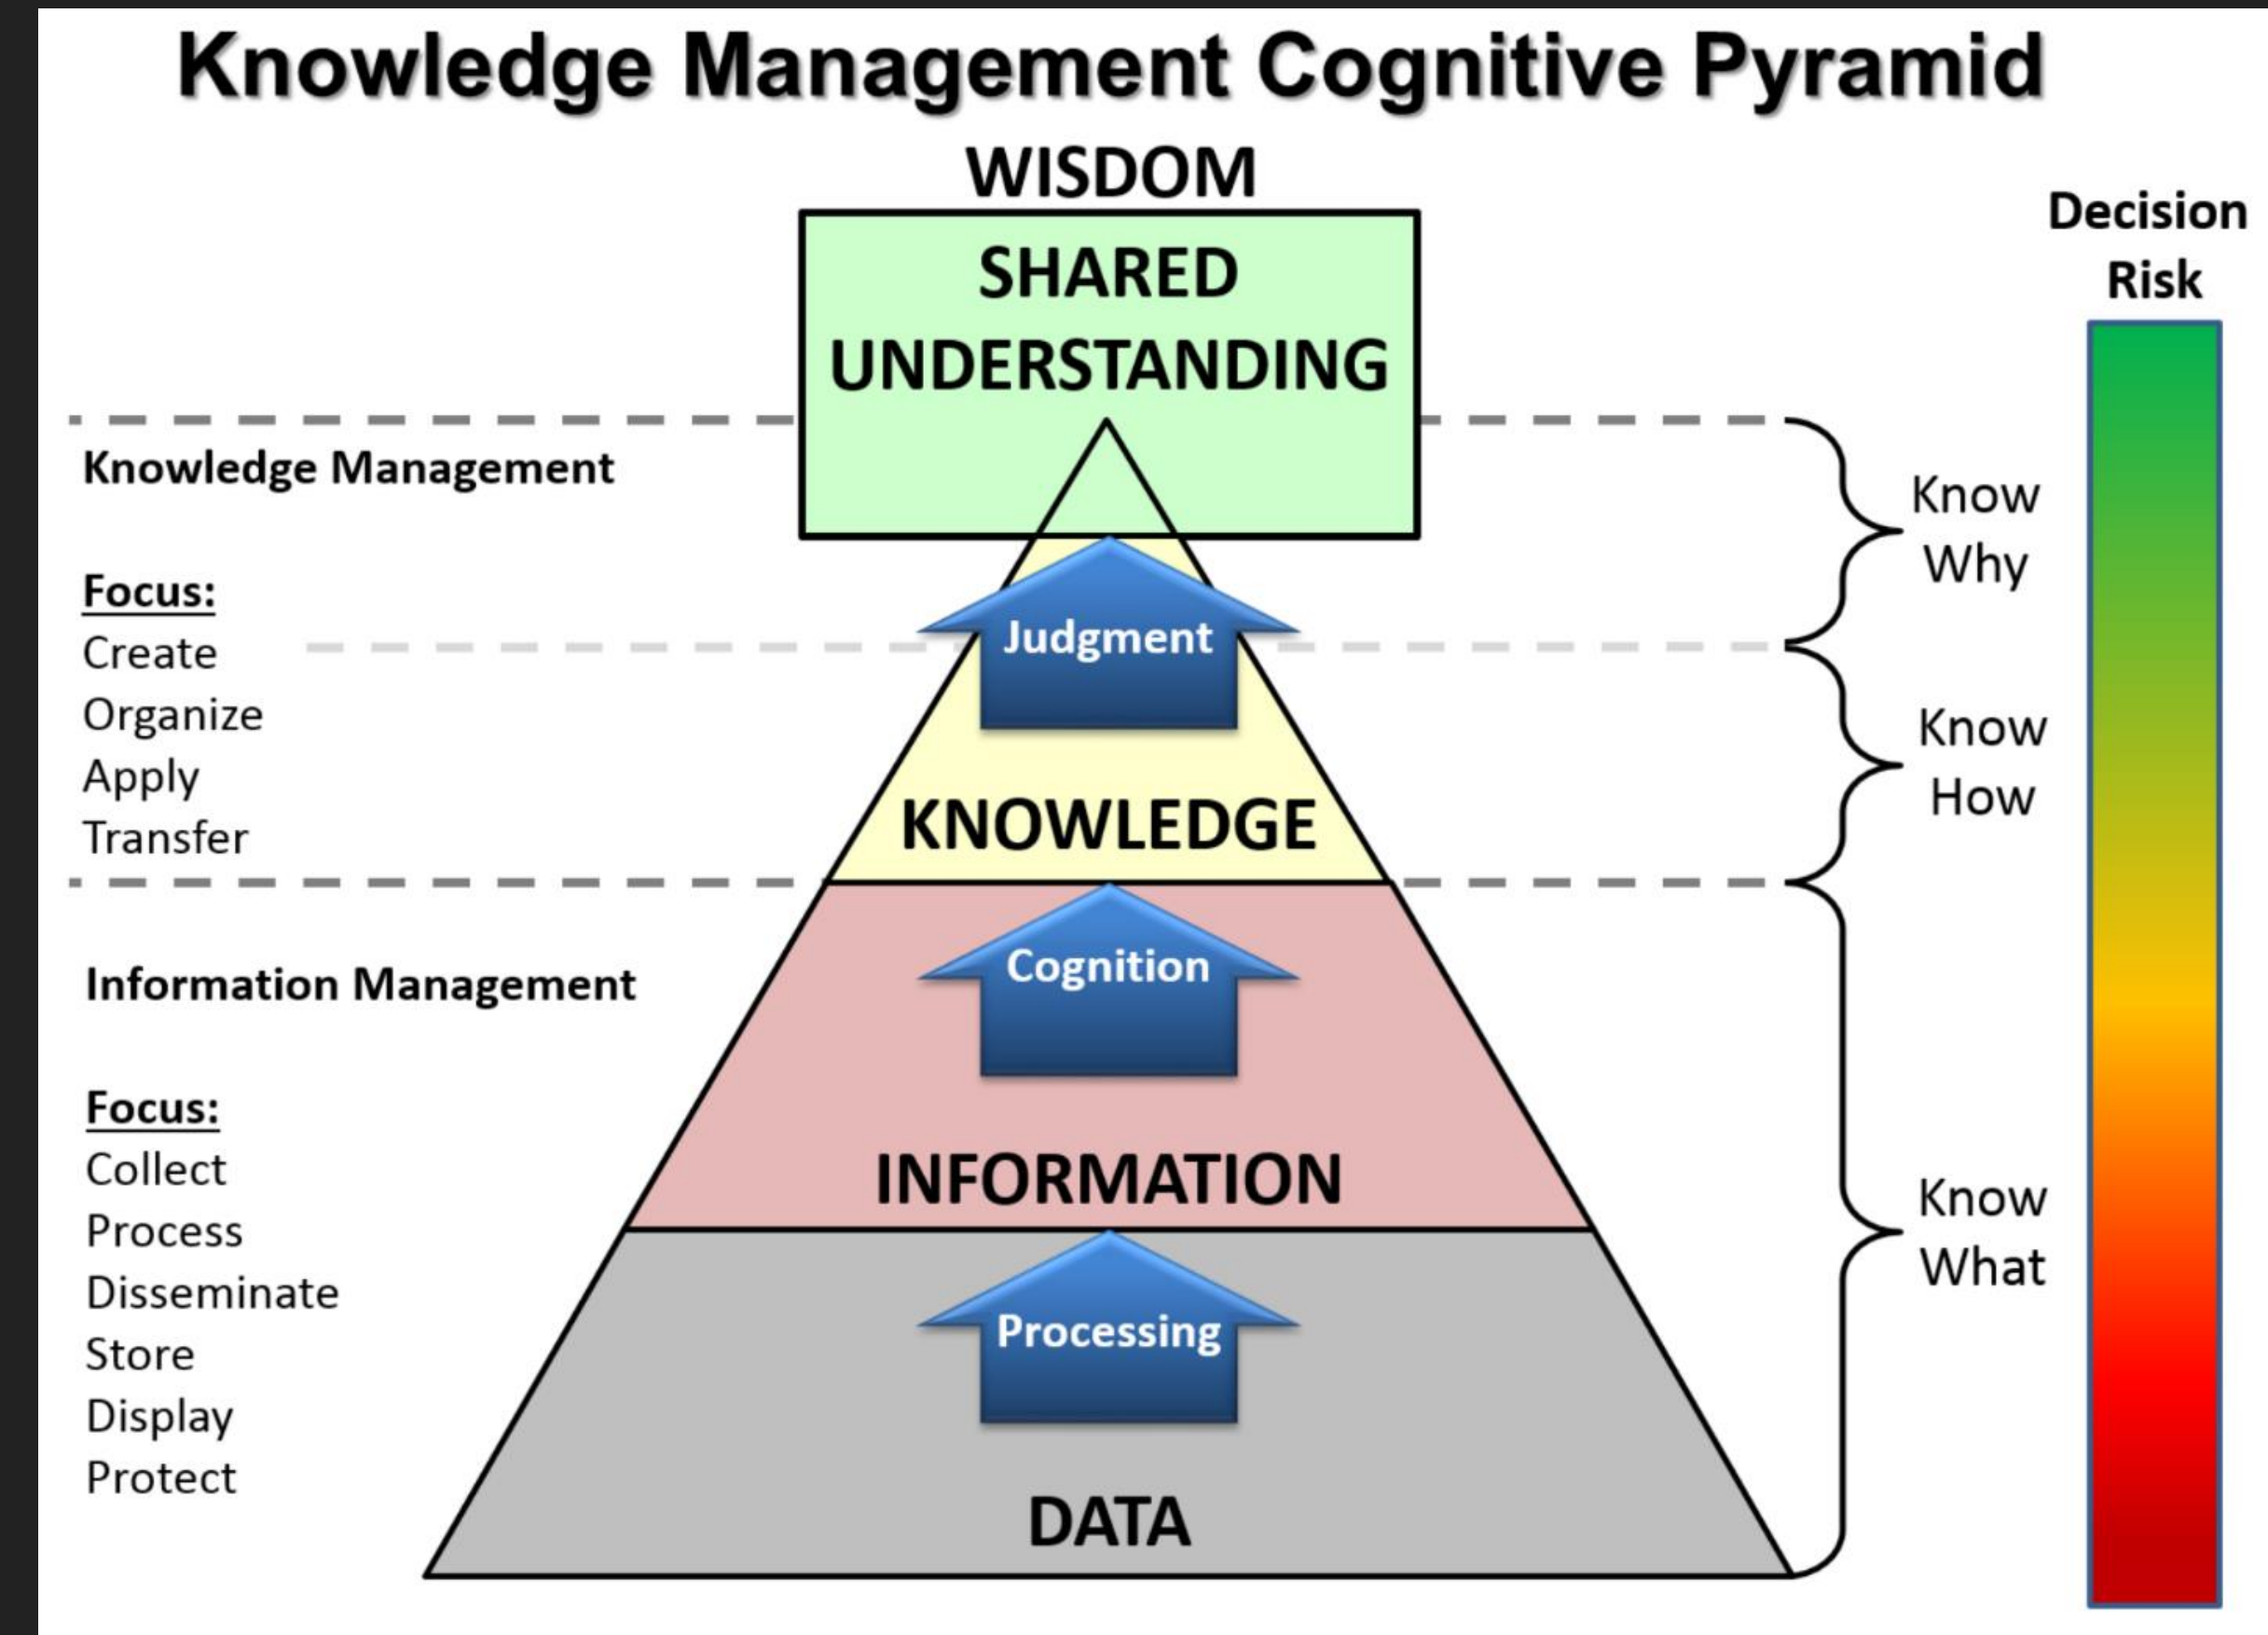 Knowledge Management Cognitive Pyramid
WISDOM
SHARED
UNDERSTANDING
Decision
Risk
Knowledge Management
Focus:
Create
Organize
Apply
Transfer
Know
Why
Judgment
Know
How
KNOWLEDGE
Information Management
Focus:
Collect
Process
Disseminate
Store
Display
Protect
Cognition
INFORMATION
Know
What
Processing
DATA